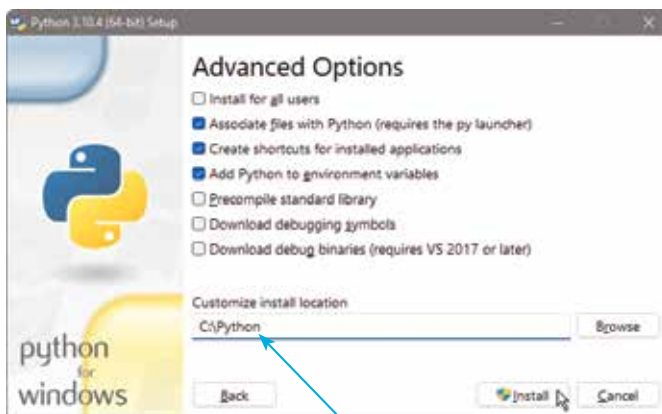 Python 3.10.4 (64-bit) Setup
Advanced Options
Install for all users
Associate files with Python (requires the py launcher)
Create shortcuts for installed applications
Add Python to environment variables
Precompile standard library
Download debugging symbols
Download debug binaries (requires VS 2017 or later)
Customize install location
C:\Python
Browse
python
for
windows
Back
Install
Cancel